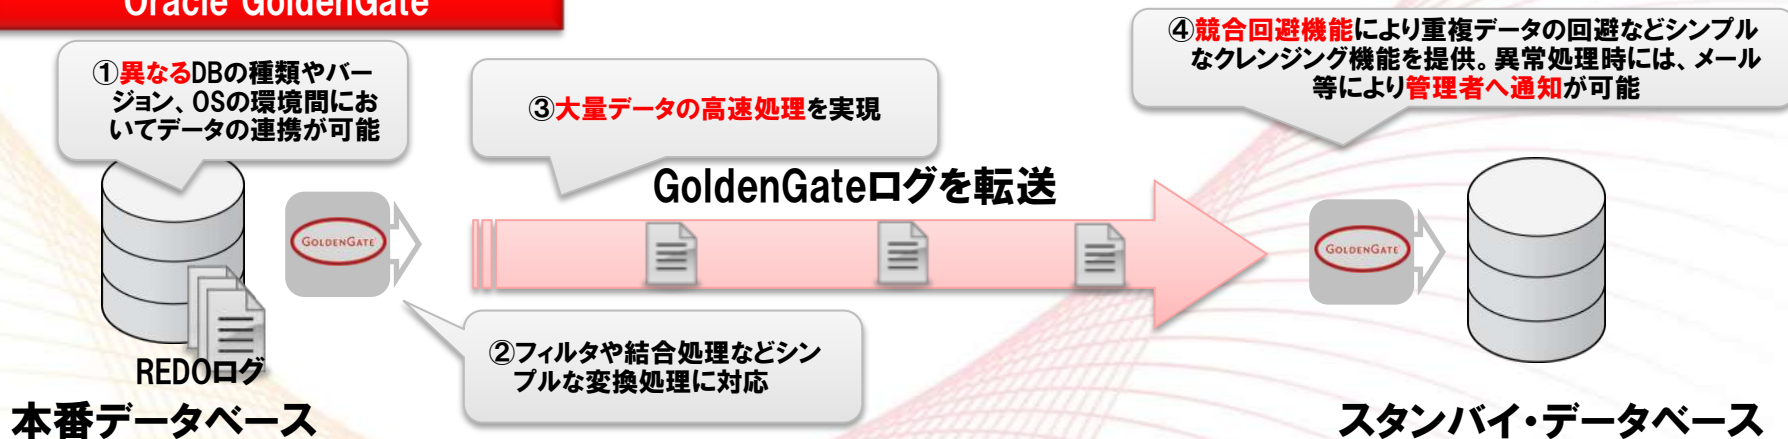 Oracle GoldenGate
①異なるDBの種類やバー
ジョン、OSの環境間にお
いてデータの連携が可能
③大量データの高速処理を実現
④競合回避機能により重複データの回避などシンプル
なクレンジング機能を提供。異常処理時には、メール
等により管理者へ通知が可能
GoldenGateログを転送
GOLDENGATE
GOLDENGATE
②フィルタや結合処理などシン
プルな変換処理に対応
REDOログ
本番データベース
スタンバイ・データベース